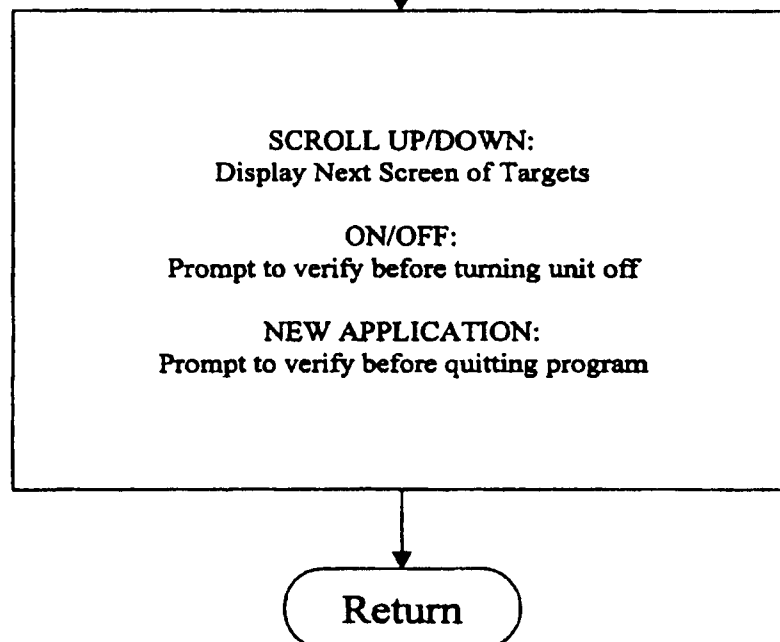 SCROLL UP/DOWN:
Display Next Screen of Targets
ON/OFF:
Prompt to verify before turning unit off
NEW APPLICATION:
Prompt to verify before quitting program
Return